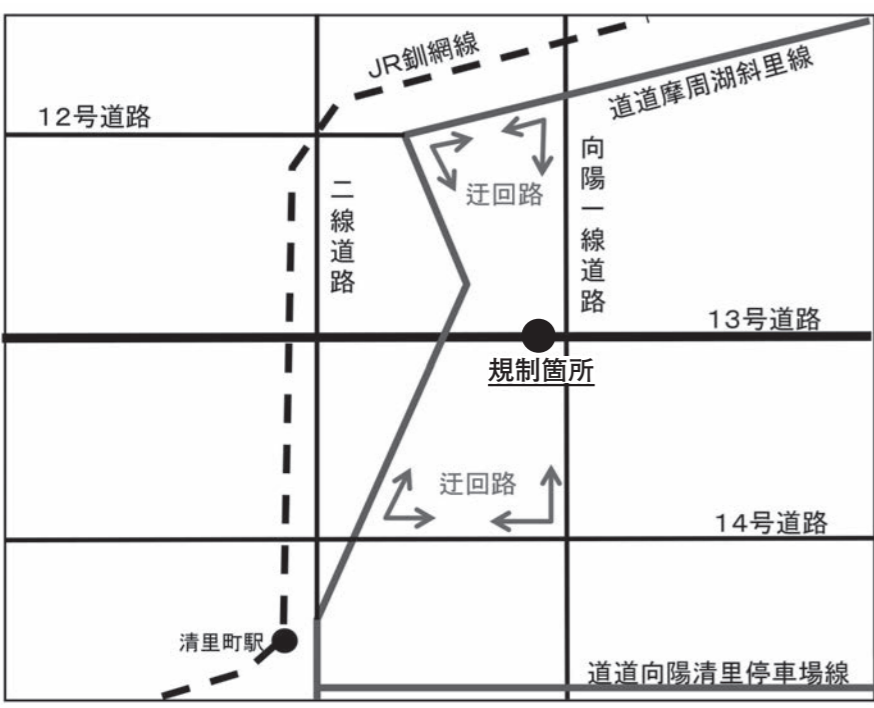 JR釧網線
道道摩周湖斜里線
12号道路
迂回路
向陽一線道路
二線道路
13号道路
規制箇所
迂回路
14号道路
清里町駅
道道向陽清里停車場線